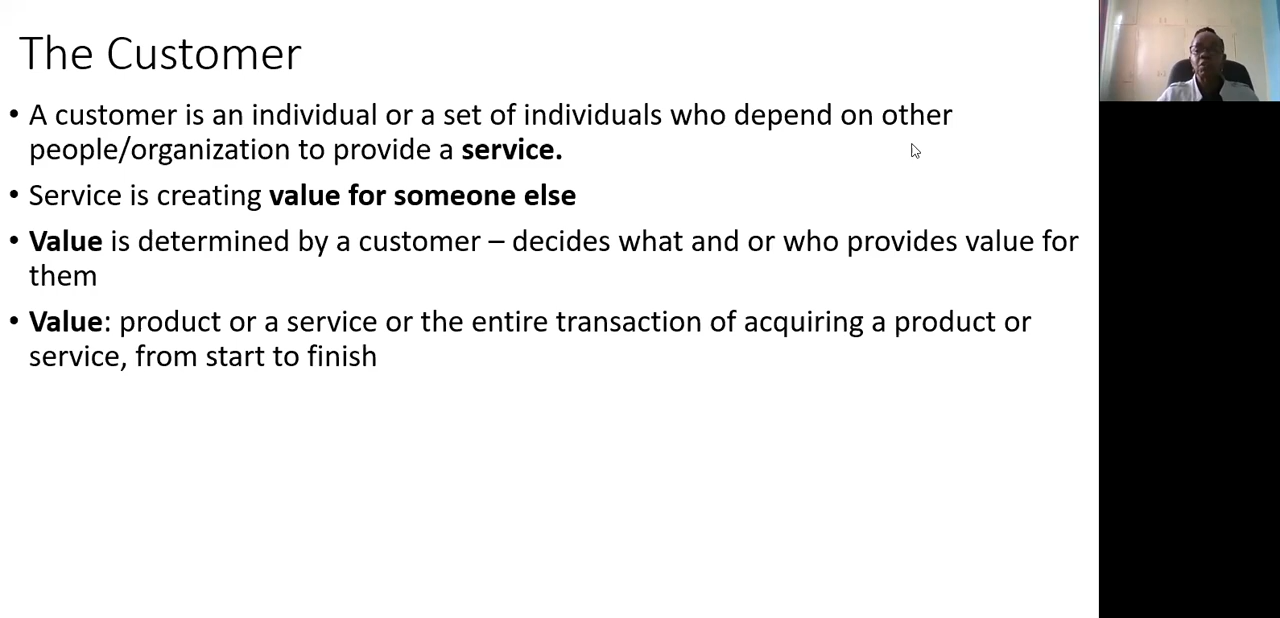 The Customer
• A customer is an individual or a set of individuals who depend on other
people/organization to provide a service.
• Service is creating value for someone else
• Value is determined by a customer – decides what and or who provides value for
them
• Value: product or a service or the entire transaction of acquiring a product or
service, from start to finish